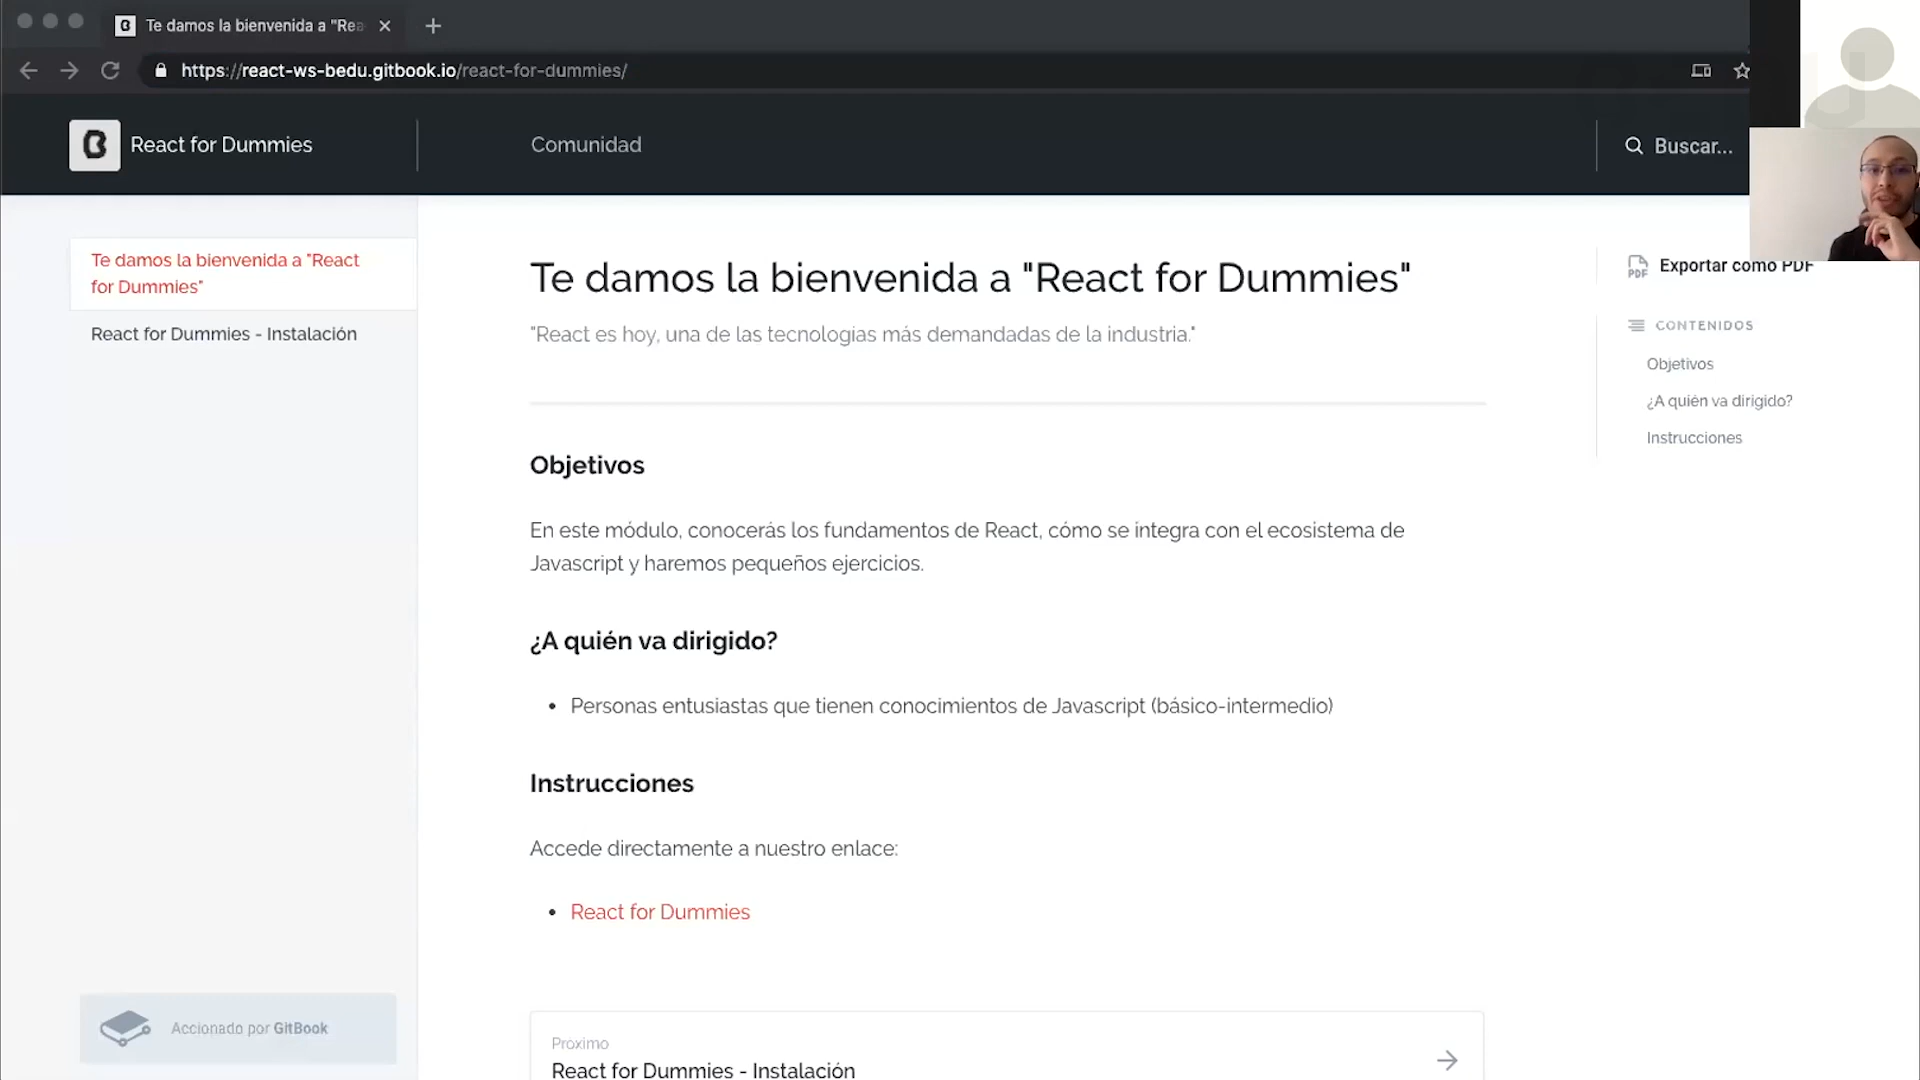 Te damos la bienvenida a "Rea
https://react-ws-bedu.gitbook.io/react-for-dummies/
React for Dummies
Comunidad
Buscar...
Te damos la bienvenida a "React
for Dummies"
React for Dummies - Instalación
Te damos la bienvenida a "React for Dummies"
"React es hoy, una de las tecnologías más demandadas de la industria."
Objetivos
En este módulo, conocerás los fundamentos de React, cómo se integra con el ecosistema de
Javascript y haremos pequeños ejercicios.
¿A quién va dirigido?
• Personas entusiastas que tienen conocimientos de Javascript (básico-intermedio)
Instrucciones
Accede directamente a nuestro enlace:
• React for Dummies
Proximo
React for Dummies - Instalación
PDF
Exportar como PDF
CONTENIDOS
Objetivos
¿A quién va dirigido?
Instrucciones
Accionado por GitBook